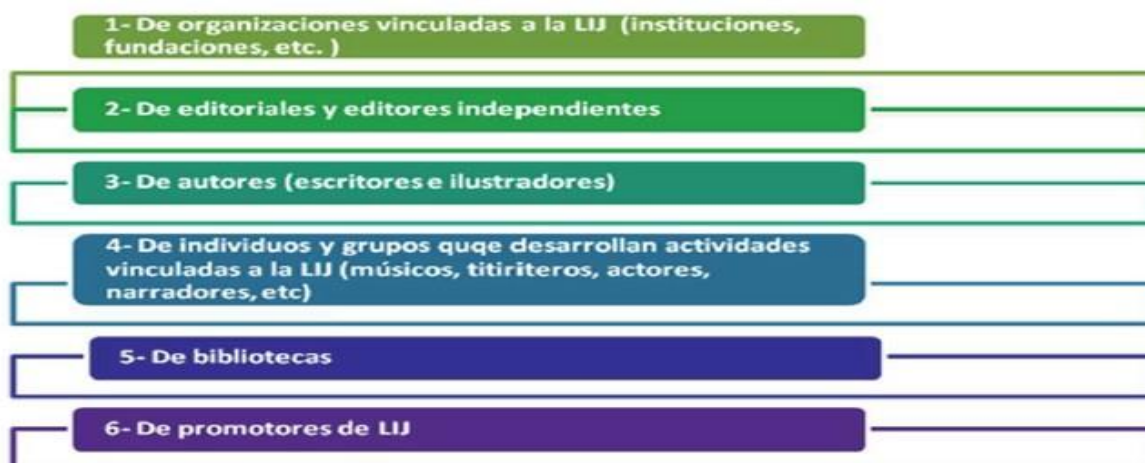 1- De organizaciones vinculadas a la LIJ (instituciones,
fundaciones, etc. )
2- De editoriales y editores independientes
3- De autores (escritores e ilustradores)
4- De individuos y grupos quqe desarrollan actividades
vinculadas a la LIJ (músicos, titiriteros, actores,
narradores, etc)
5- De bibliotecas
6- De promotores de LIJ